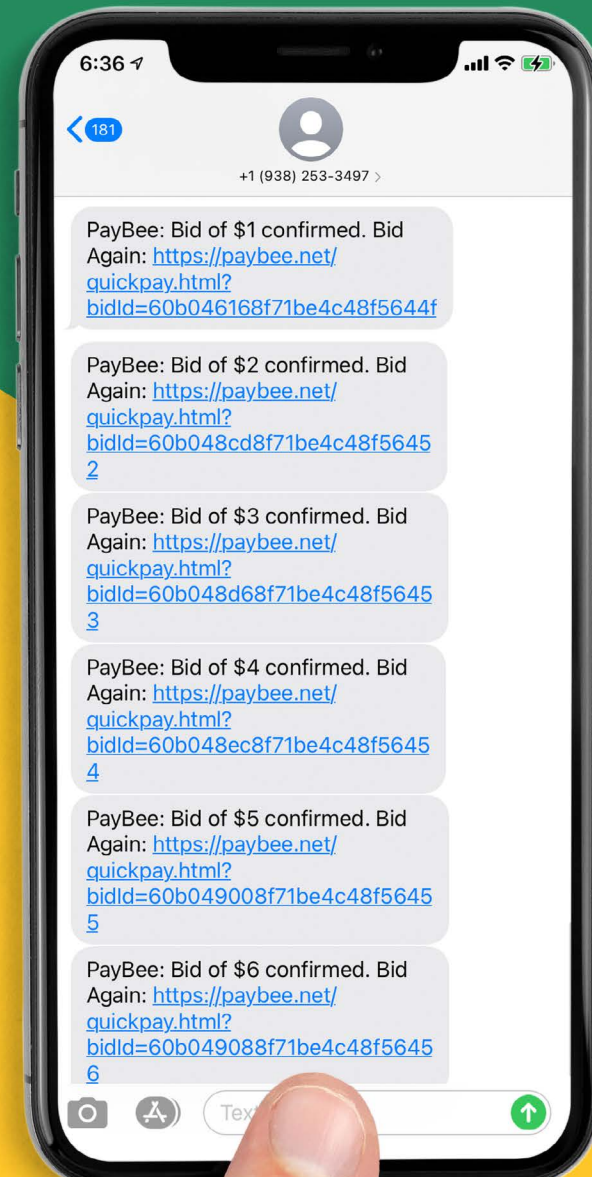 6:36
181
+1 (938) 253-3497 >
PayBee: Bid of $1 confirmed. Bid
Again: https://paybee.net/
quickpay.html?
bidId=60b046168f71be4c48f5644f
PayBee: Bid of $2 confirmed. Bid
Again: https://paybee.net/
quickpay.html?
bidId=60b048cd8f71be4c48f5645
2
PayBee: Bid of $3 confirmed. Bid
Again: https://paybee.net/
quickpay.html?
bidId=60b048d68f71be4c48f5645
3
PayBee: Bid of $4 confirmed. Bid
Again: https://paybee.net/
quickpay.html?
bidId=60b048ec8f71be4c48f5645
4
PayBee: Bid of $5 confirmed. Bid
Again: https://paybee.net/
quickpay.html?
bidId=60b049008f71be4c48f5645
5
PayBee: Bid of $6 confirmed. Bid
Again: https://paybee.net/
quickpay.html?
bidId=60b049088f71be4c48f5645
6